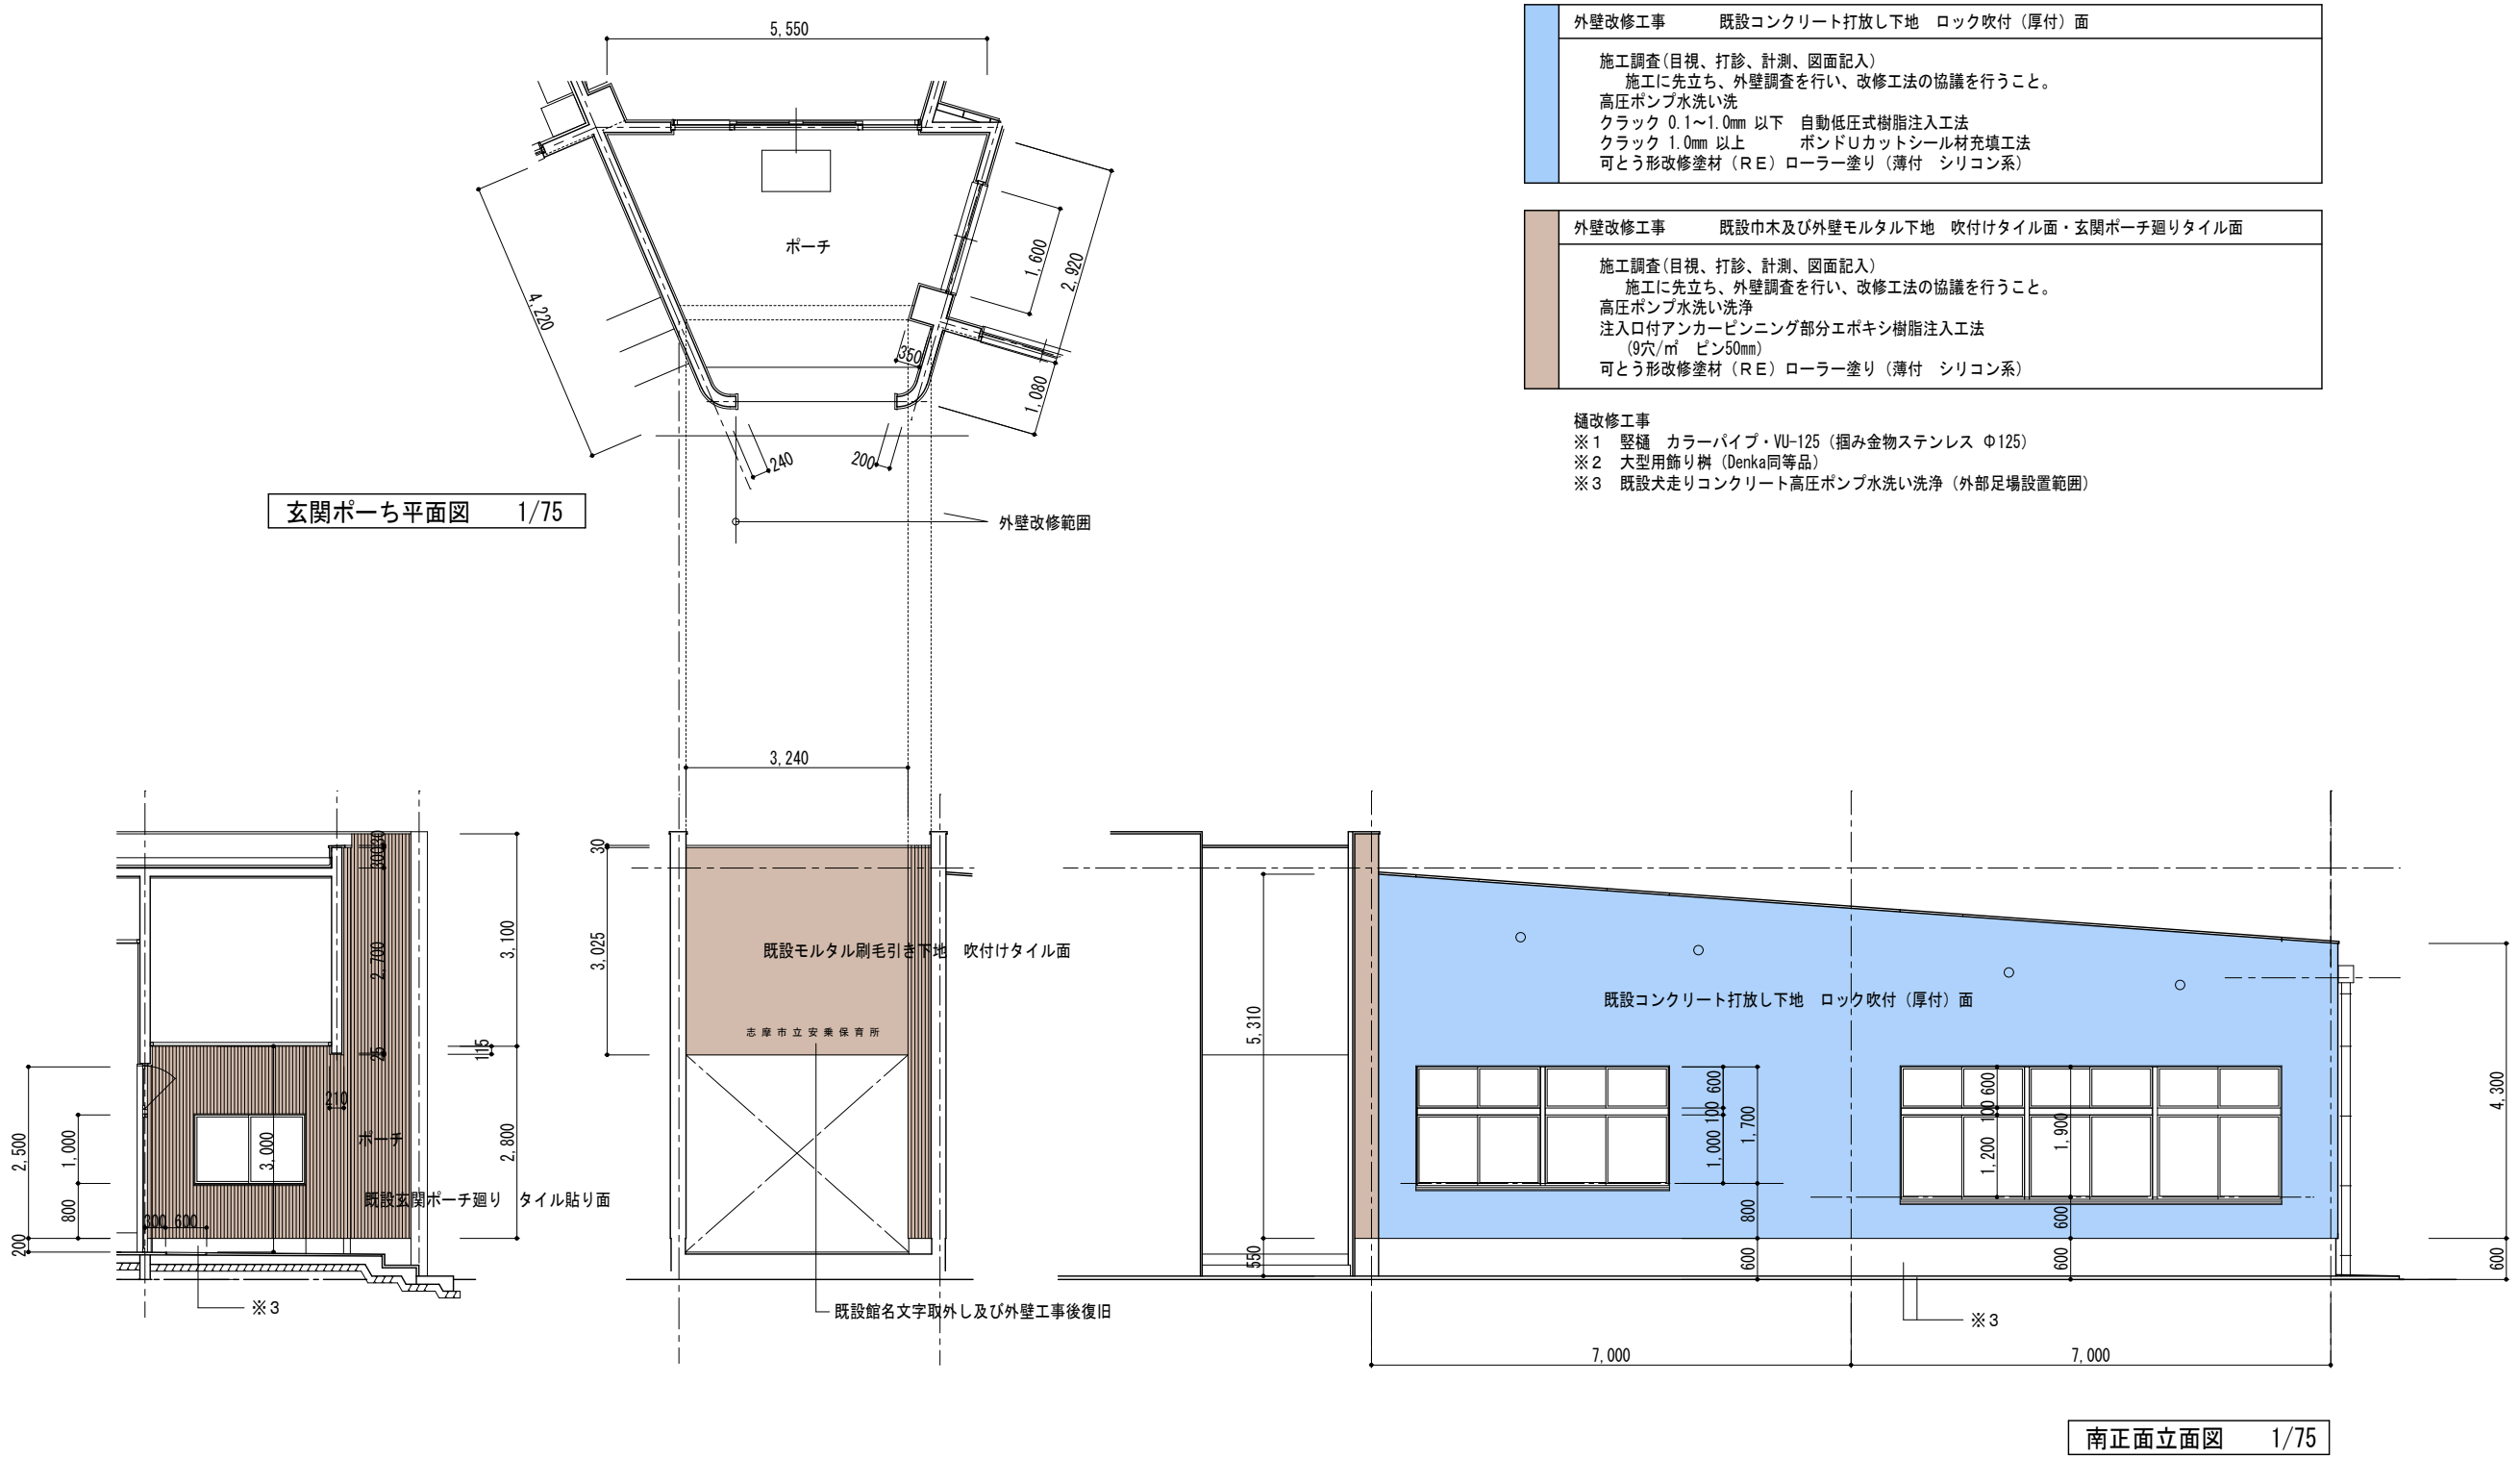 5,550
ポーチ
4,220
1,600
2,920
350
1,080
240
200
玄関ポーち平面図 1/75
外壁改修範囲
外壁改修工事 既設コンクリート打放し下地 ロック吹付（厚付）面
施工調査(目視、打診、計測、図面記入)
施工に先立ち、外壁調査を行い、改修工法の協議を行うこと。
高圧ポンプ水洗い洗
クラック 0.1～1.0mm 以下 自動低圧式樹脂注入工法
クラック 1.0mm 以上 ボンドUカットシール材充填工法
可とう形改修塗材（ＲＥ）ローラー塗り（薄付 シリコン系）
外壁改修工事 既設巾木及び外壁モルタル下地 吹付けタイル面・玄関ポーチ廻りタイル面
施工調査(目視、打診、計測、図面記入)
施工に先立ち、外壁調査を行い、改修工法の協議を行うこと。
高圧ポンプ水洗い洗浄
注入口付アンカーピンニング部分エポキシ樹脂注入工法
(9穴/㎡ ピン50mm)
可とう形改修塗材（ＲＥ）ローラー塗り（薄付 シリコン系）
樋改修工事
※１ 竪樋 カラーパイプ・VU-125（掴み金物ステンレス Φ125）
※２ 大型用飾り桝（Denka同等品）
※３ 既設犬走りコンクリート高圧ポンプ水洗い洗浄（外部足場設置範囲）
30
300
2,700
25
3,100
115
2,800
210
2,500
1,000
800
200
3,000
300 600
ポーチ
既設玄関ポーチ廻り タイル貼り面
※３
3,240
30
3,025
既設モルタル刷毛引き下地 吹付けタイル面
志摩市立安乗保育所
既設館名文字取外し及び外壁工事後復旧
5,310
550
既設コンクリート打放し下地 ロック吹付（厚付）面
600
100
1,000
1,700
800
600
600
100
1,200
1,900
600
600
4,300
600
※３
7,000
7,000
南正面立面図 1/75